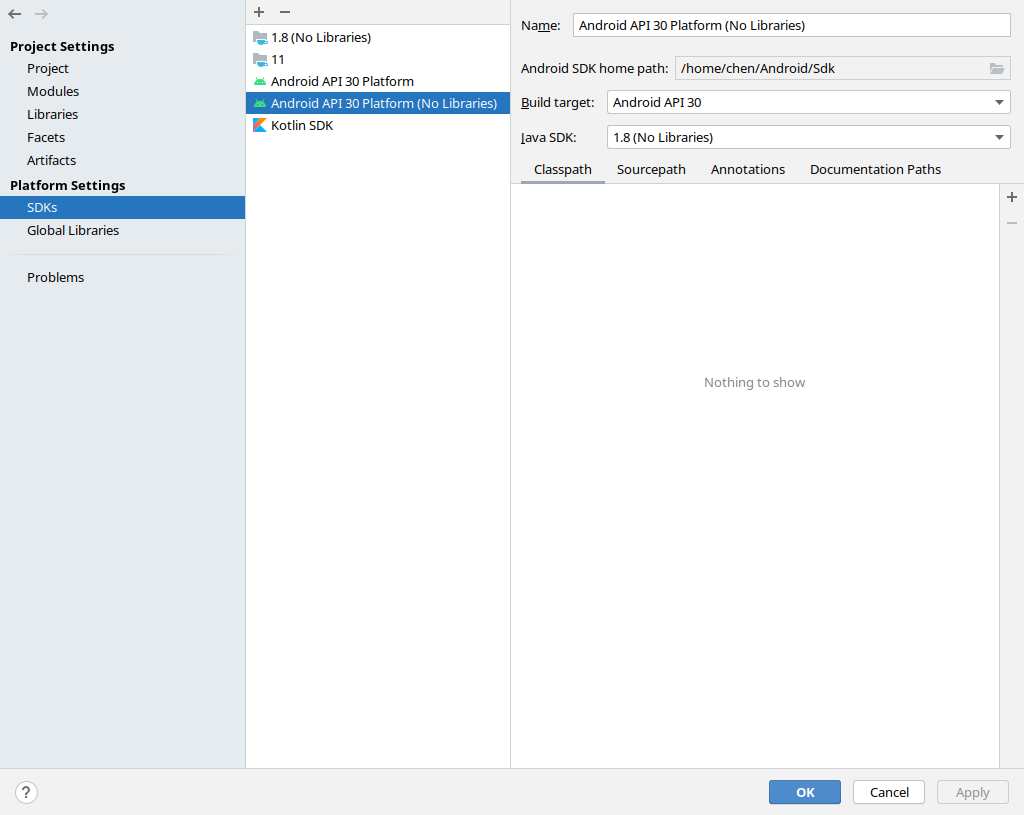 Project Settings
Project
Modules
Libraries
Facets
Artifacts
Platform Settings
SDKs
Global Libraries
Problems
1.8 (No Libraries)
11
Android API 30 Platform
Android API 30 Platform (No Libraries)
Kotlin SDK
Name: Android API 30 Platform (No Libraries)
Android SDK home path: /home/chen/Android/Sdk
Build target: Android API 30
Java SDK: 1.8 (No Libraries)
Classpath Sourcepath Annotations Documentation Paths
Nothing to show
? OK Cancel Apply